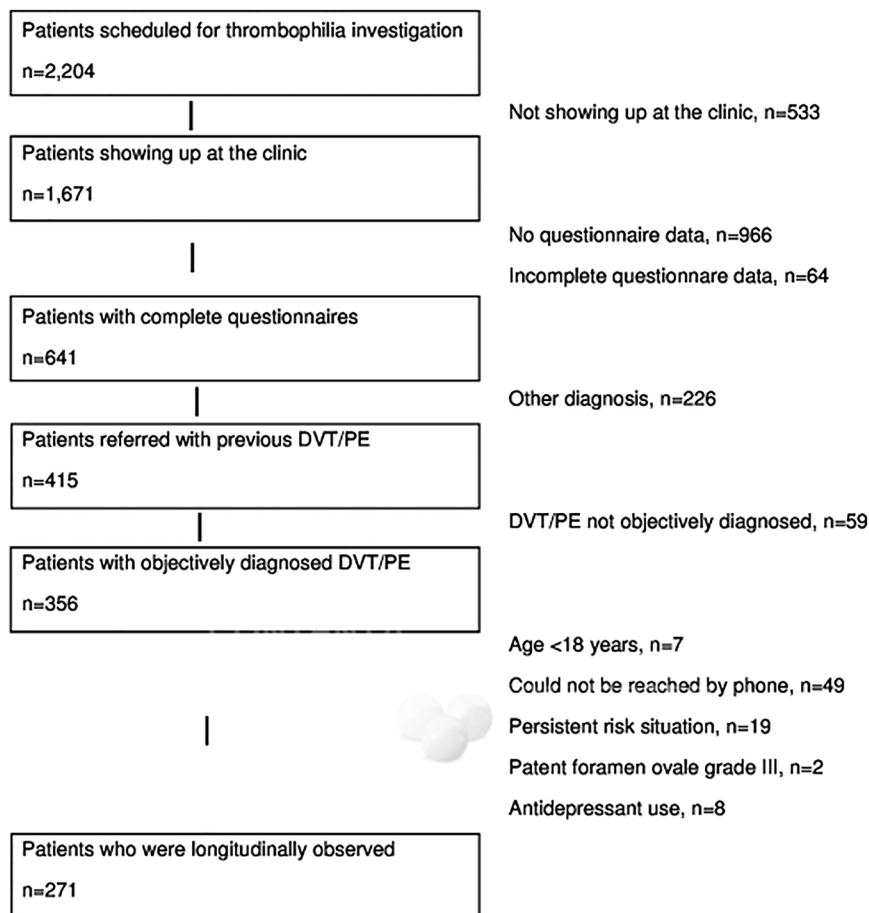 Patients scheduled for thrombophilia investigation
n=2,204
Not showing up at the clinic, n=533
Patients showing up at the clinic
n=1,671
No questionnaire data, n=966
Incomplete questionnare data, n=64
Patients with complete questionnaires
n=641
Other diagnosis, n=226
Patients referred with previous DVT/PE
n=415
DVT/PE not objectively diagnosed, n=59
Patients with objectively diagnosed DVT/PE
n=356
Age <18 years, n=7
Could not be reached by phone, n=49
Persistent risk situation, n=19
Patent foramen ovale grade III, n=2
Antidepressant use, n=8
Patients who were longitudinally observed
n=271